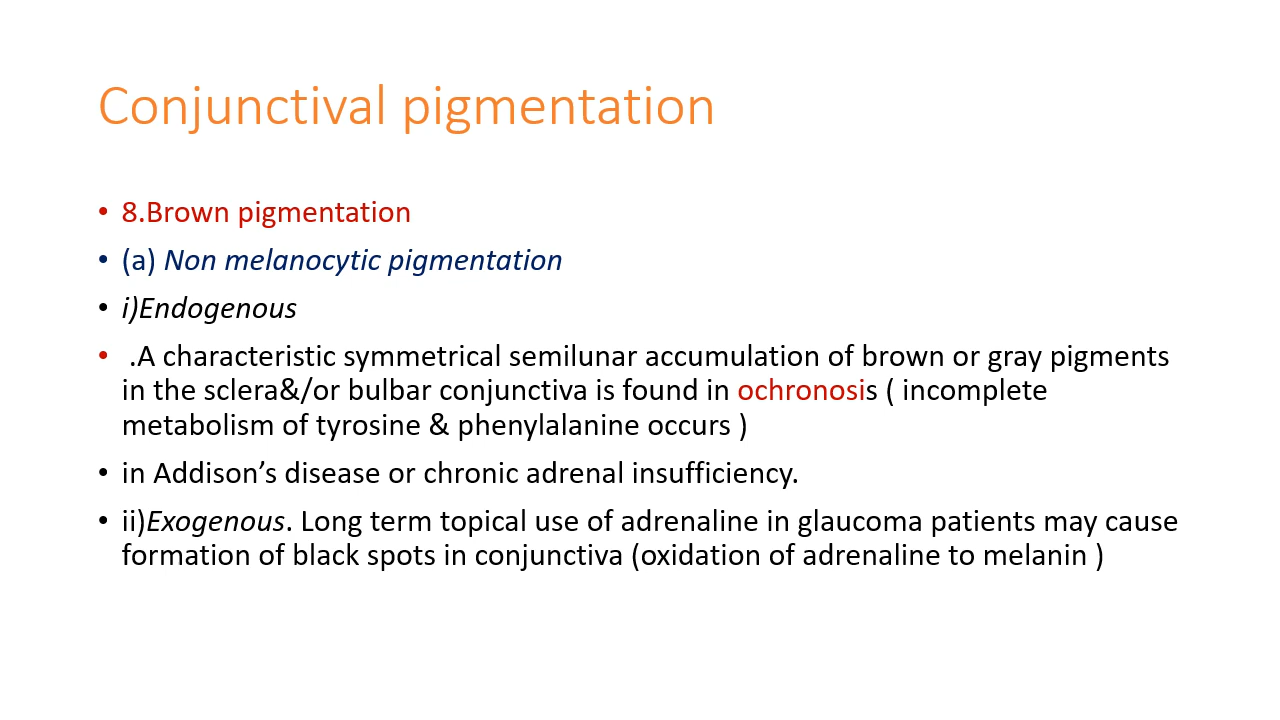 Conjunctival pigmentation
• 8.Brown pigmentation
• (a) Non melanocytic pigmentation
• i)Endogenous
• .A characteristic symmetrical semilunar accumulation of brown or gray pigments
in the sclera&/or bulbar conjunctiva is found in ochronosis ( incomplete
metabolism of tyrosine & phenylalanine occurs )
• in Addison’s disease or chronic adrenal insufficiency.
• ii)Exogenous. Long term topical use of adrenaline in glaucoma patients may cause
formation of black spots in conjunctiva (oxidation of adrenaline to melanin )